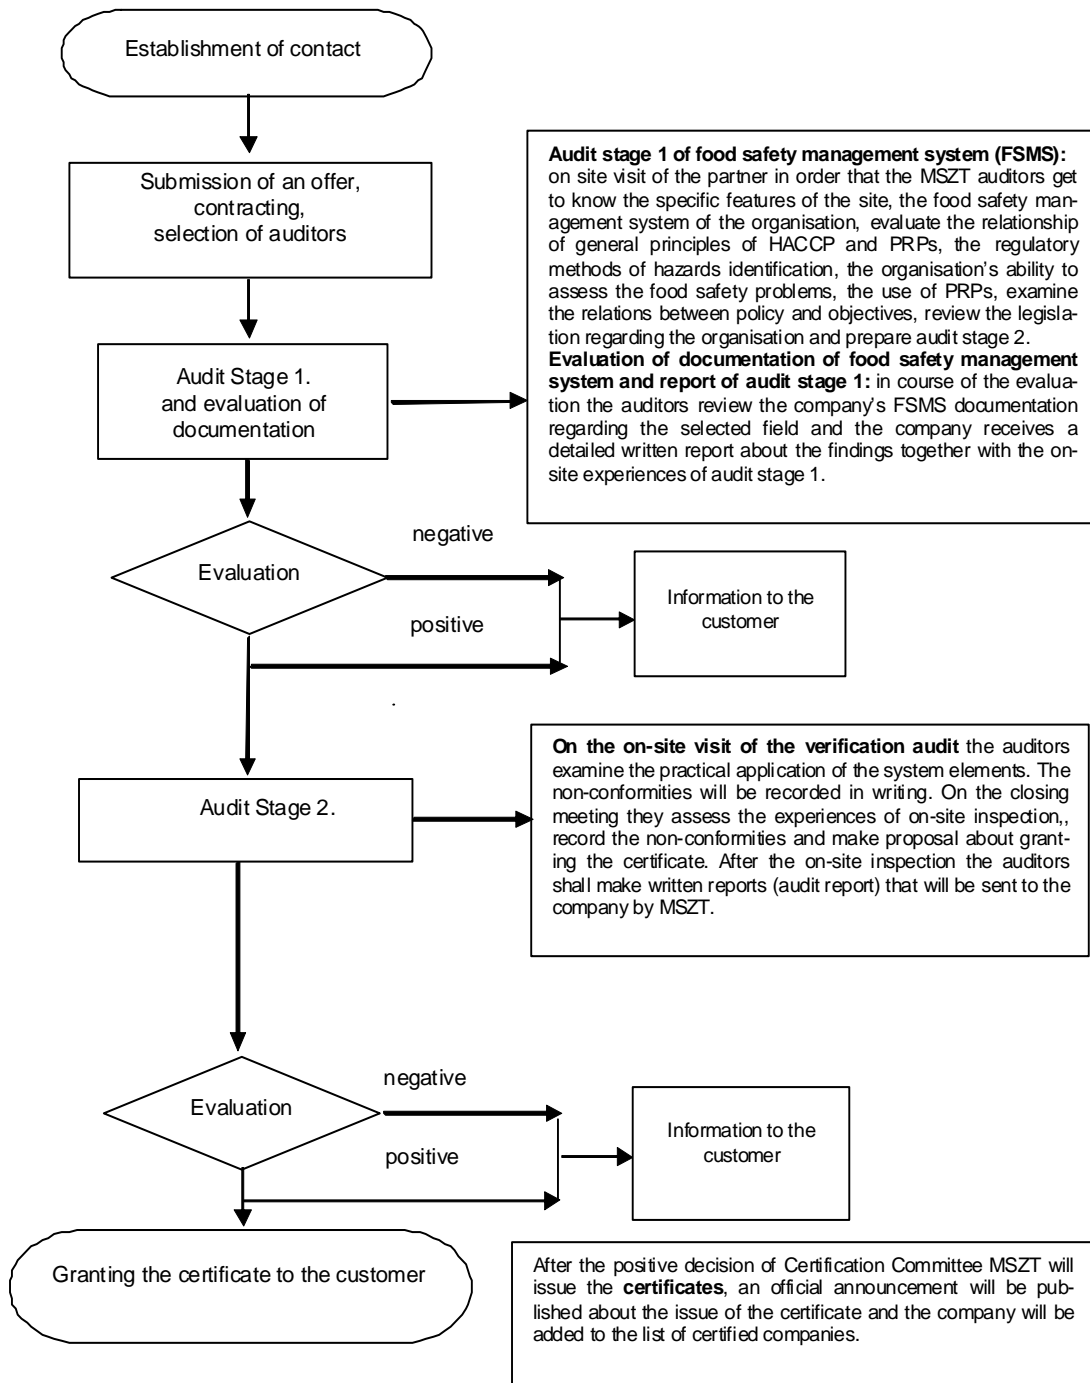 Establishment of contact
Submission of an offer,
contracting,
selection of auditors
Audit stage 1 of food safety management system (FSMS):
on site visit of the partner in order that the MSZT auditors get
to know the specific features of the site, the food safety man-
agement system of the organisation, evaluate the relationship
of general principles of HACCP and PRPs, the regulatory
methods of hazards identification, the organisation's ability to
assess the food safety problems, the use of PRPs, examine
the relations between policy and objectives, review the legisla-
tion regarding the organisation and prepare audit stage 2.
Evaluation of documentation of food safety management
system and report of audit stage 1: in course of the evalua-
tion the auditors review the company's FSMS documentation
regarding the selected field and the company receives a
detailed written report about the findings together with the on-
site experiences of audit stage 1.
Audit Stage 1.
and evaluation of
documentation
negative
Evaluation
positive
Information to the
customer
On the on-site visit of the verification audit the auditors
examine the practical application of the system elements. The
non-conformities will be recorded in writing. On the closing
meeting they assess the experiences of on-site inspection,,
record the non-conformities and make proposal about grant-
ing the certificate. After the on-site inspection the auditors
shall make written reports (audit report) that will be sent to the
company by MSZT.
Audit Stage 2.
negative
Evaluation
positive
Information to the
customer
Granting the certificate to the customer
After the positive decision of Certification Committee MSZT will
issue the certificates, an official announcement will be pub-
lished about the issue of the certificate and the company will be
added to the list of certified companies.